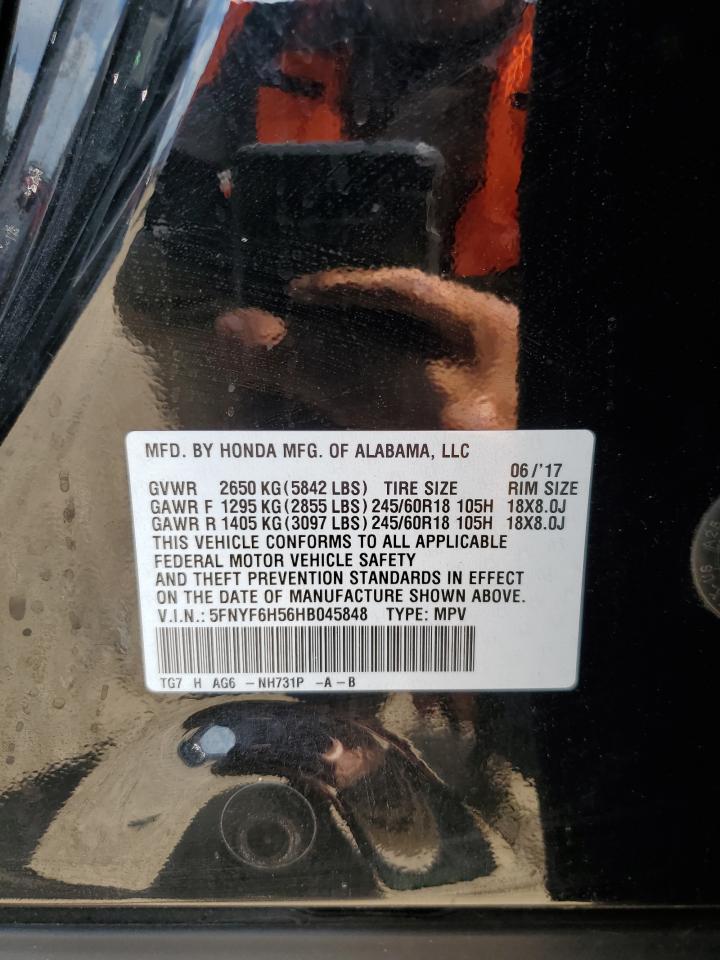 MFD. BY HONDA MFG. OF ALABAMA, LLC
06/'17
GVWR 2650 KG(5842 LBS) TIRE SIZE RIM SIZE
GAWR F 1295 KG(2855 LBS) 245/60R18 105H 18X8.0J
GAWR R 1405 KG(3097 LBS) 245/60R18 105H 18X8.0J
THIS VEHICLE CONFORMS TO ALL APPLICABLE
FEDERAL MOTOR VEHICLE SAFETY
AND THEFT PREVENTION STANDARDS IN EFFECT
ON THE DATE OF MANUFACTURE SHOWN ABOVE.
V.I.N.: 5FNYF6H56HB045848 TYPE: MPV
TG7 H AG6 -NH731P -A-B